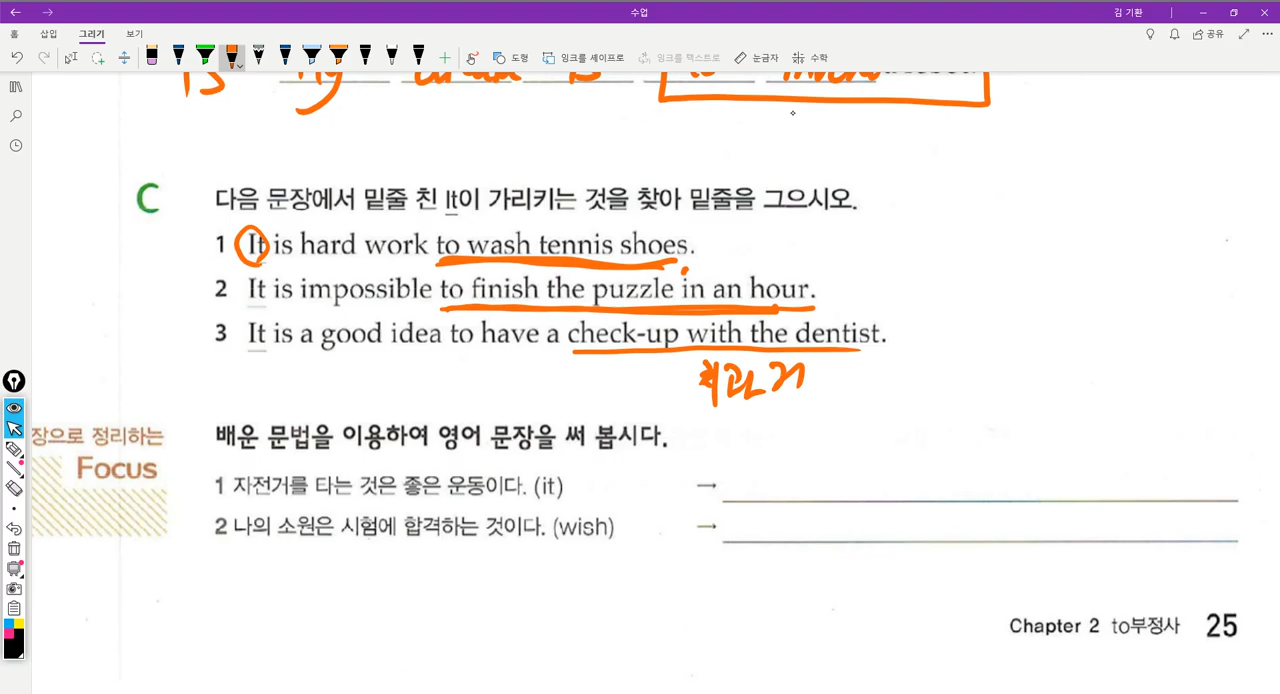 수업
김 기환
홈 삽입 그리기 보기
공유
도형 잉크를 셰이프로 잉크를 텍스트로 눈금자 수학
is my is to
C 다음 문장에서 밑줄 친 It이 가리키는 것을 찾아 밑줄을 그으시오.
1 It is hard work to wash tennis shoes.
2 It is impossible to finish the puzzle in an hour.
3 It is a good idea to have a check-up with the dentist.
장으로 정리하는
Focus
배운 문법을 이용하여 영어 문장을 써 봅시다.
1 자전거를 타는 것은 좋은 운동이다. (it) →
2 나의 소원은 시험에 합격하는 것이다. (wish) →
Chapter 2 to부정사 25